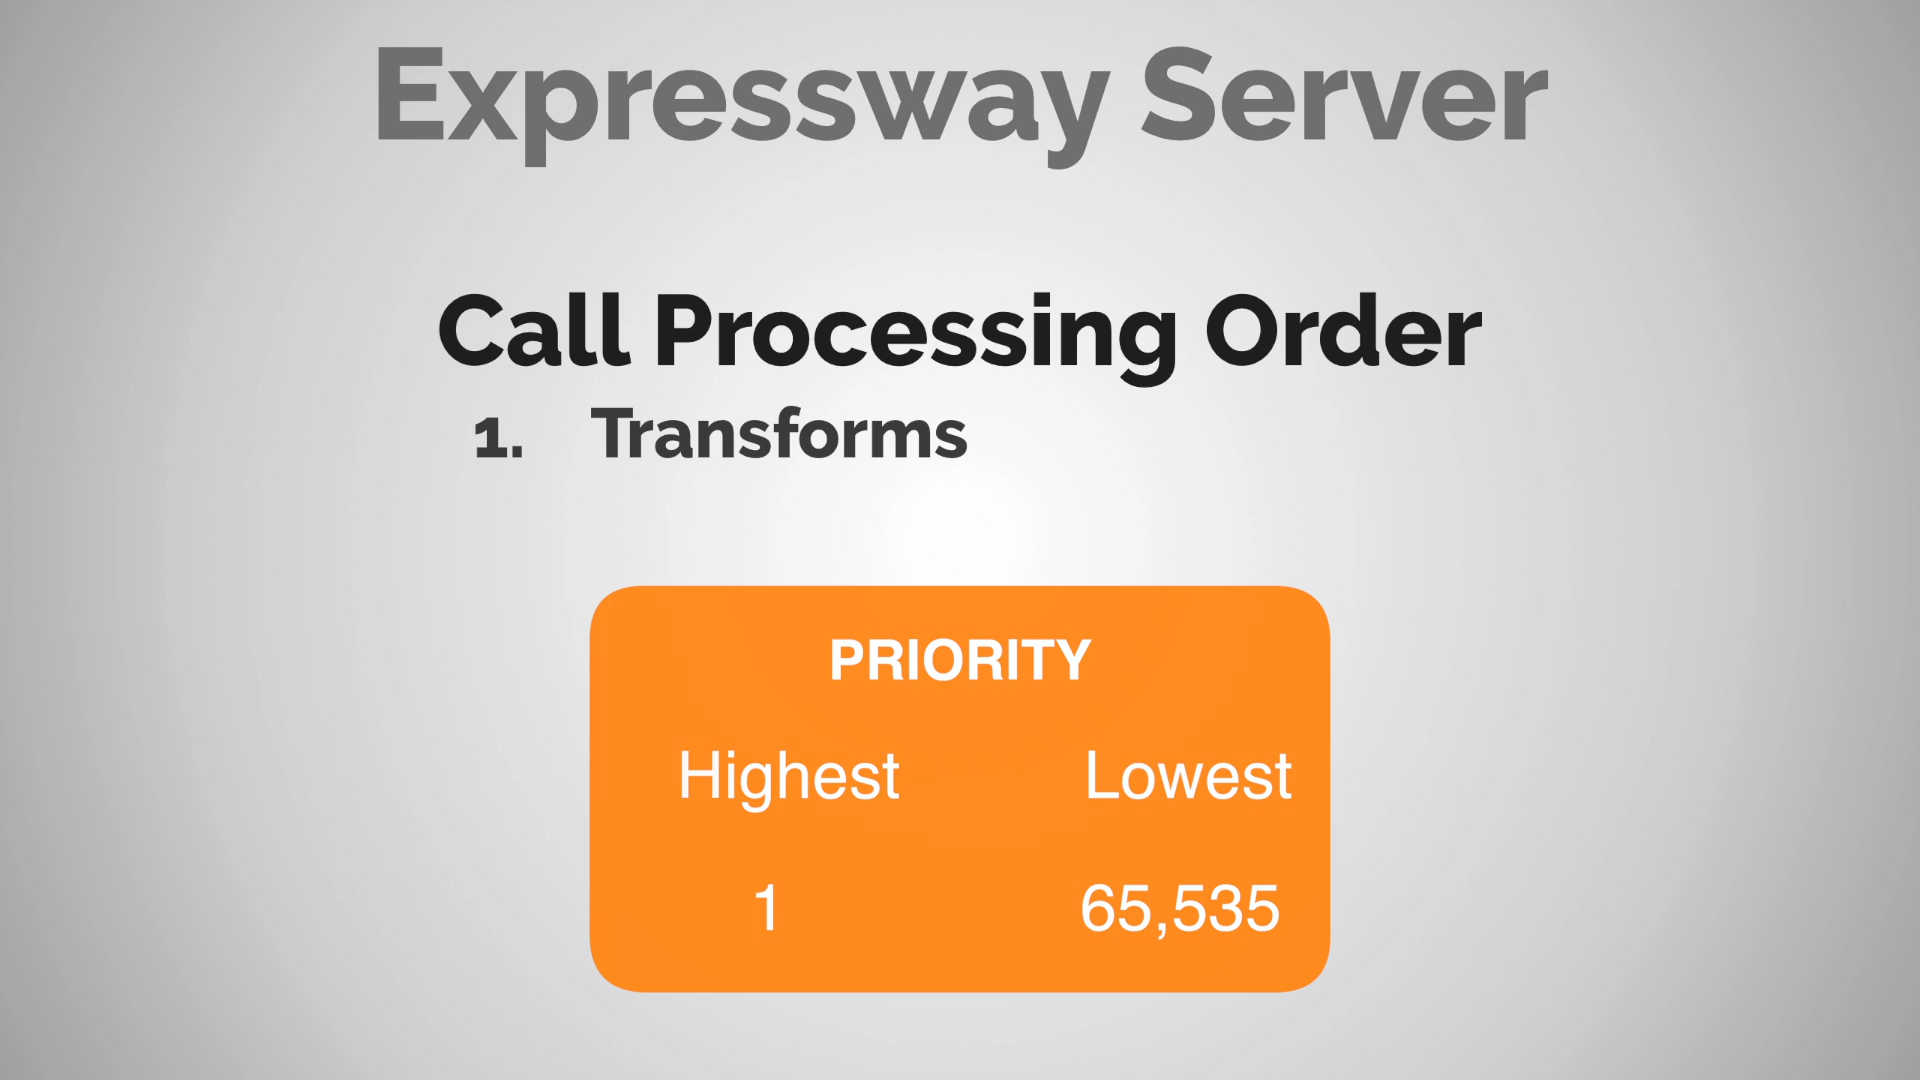 Expressway Server
Call Processing Order
1. Transforms
PRIORITY
Highest Lowest
1 65,535